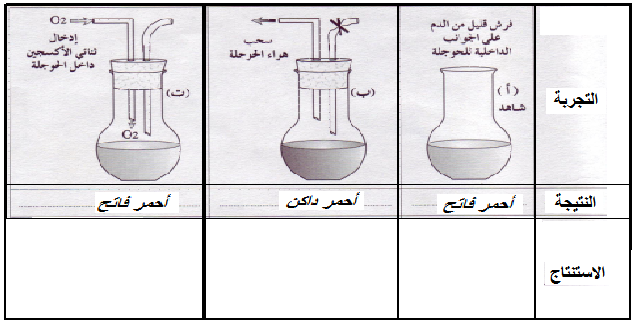 التجربة
فرش قليل من الدم
على الجوانب
الداخلية للحوجلة
(أ)
شاهد
سحب
هواء الحوجلة
(ب)
إدخال
ثنائي الأكسجين
داخل الحوجلة
O2
O2
(ت)
النتيجة
أحمر فاتح
أحمر داكن
أحمر فاتح
الاستنتاج